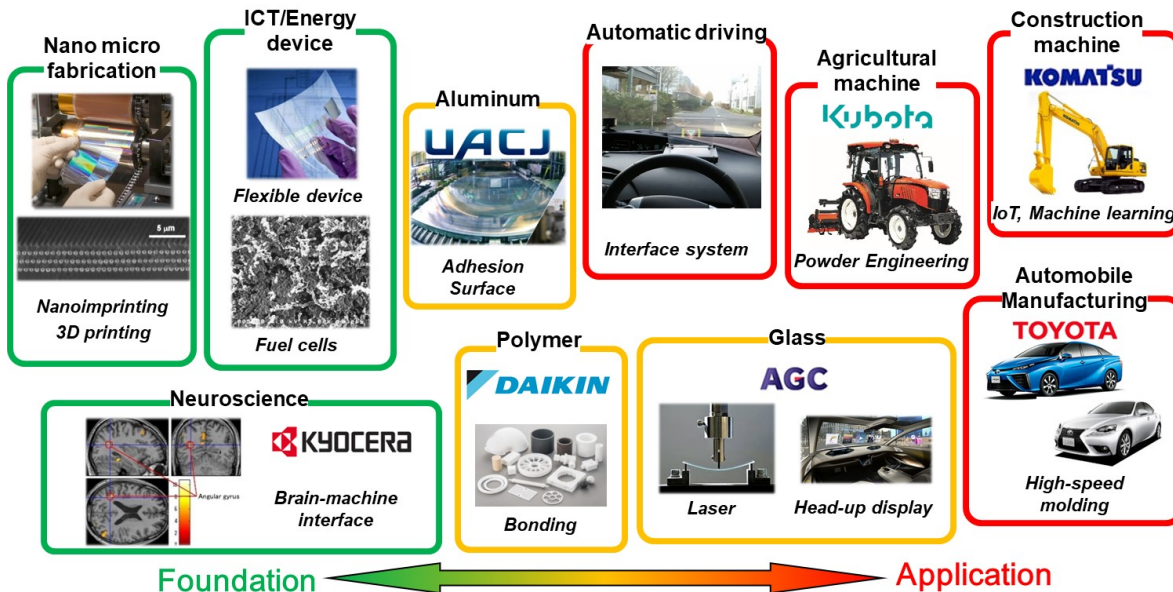 Nano micro
fabrication
5 μm
Nanoimprinting
3D printing
ICT/Energy
device
Flexible device
Fuel cells
Aluminum
UACJ
Adhesion
Surface
Automatic driving
Interface system
Agricultural
machine
Kubota
Powder Engineering
Construction
machine
KOMATSU
IoT, Machine learning
Neuroscience
Angular gyrus
KYOCERA
Brain-machine
interface
Polymer
DAIKIN
Bonding
Glass
AGC
Laser
Head-up display
Automobile
Manufacturing
TOYOTA
High-speed
molding
Foundation
Application